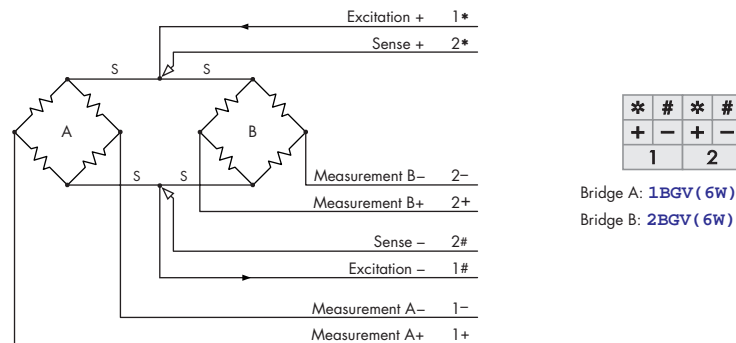 Excitation + 1*
Sense + 2*
S S
A B
S S
Measurement B– 2–
Measurement B+ 2+
Sense – 2#
Excitation – 1#
Measurement A– 1–
Measurement A+ 1+
* # * #
+ – + –
1 2
Bridge A: 1BGV(6W)
Bridge B: 2BGV(6W)